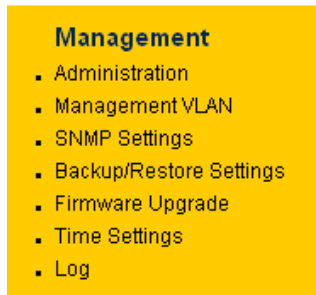 Management
Administration
Management VLAN
SNMP Settings
Backup/Restore Settings
Firmware Upgrade
Time Settings
Log